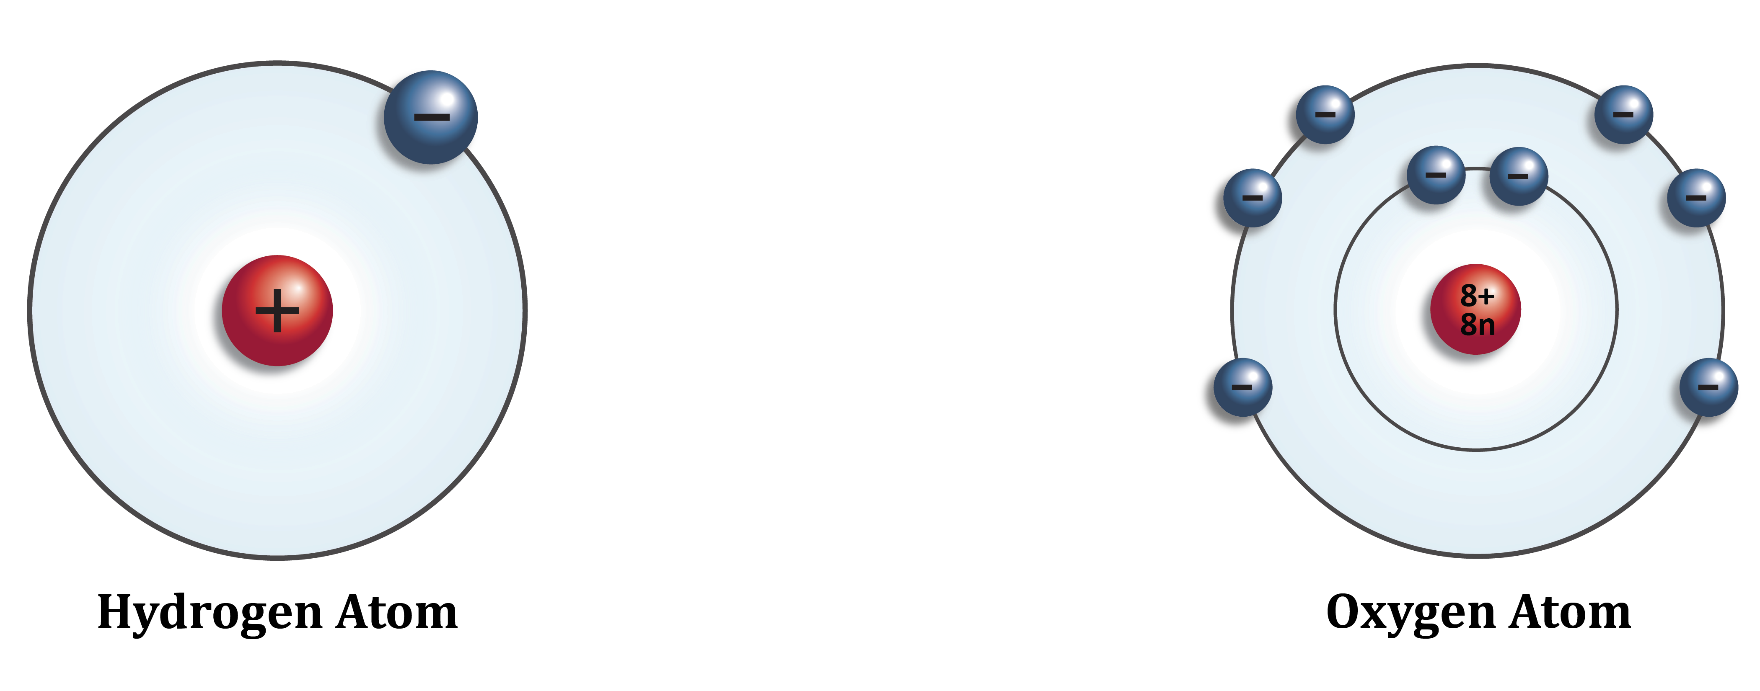 −
+
Hydrogen Atom
− −
− −
− −
8+
8n
− −
Oxygen Atom